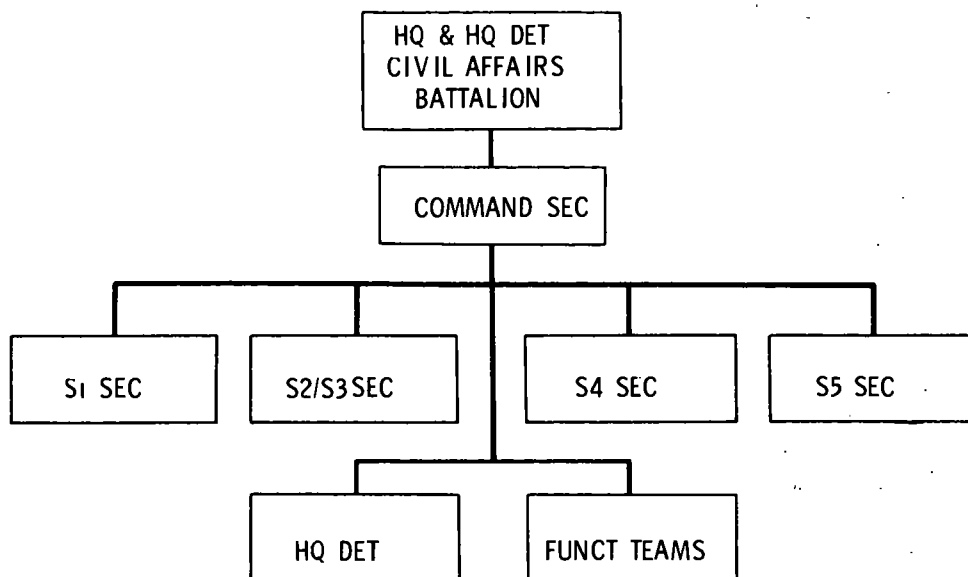 HQ & HQ DET
CIVIL AFFAIRS
BATTALION
COMMAND SEC
S1 SEC
S2/S3 SEC
S4 SEC
S5 SEC
HQ DET
FUNCT TEAMS